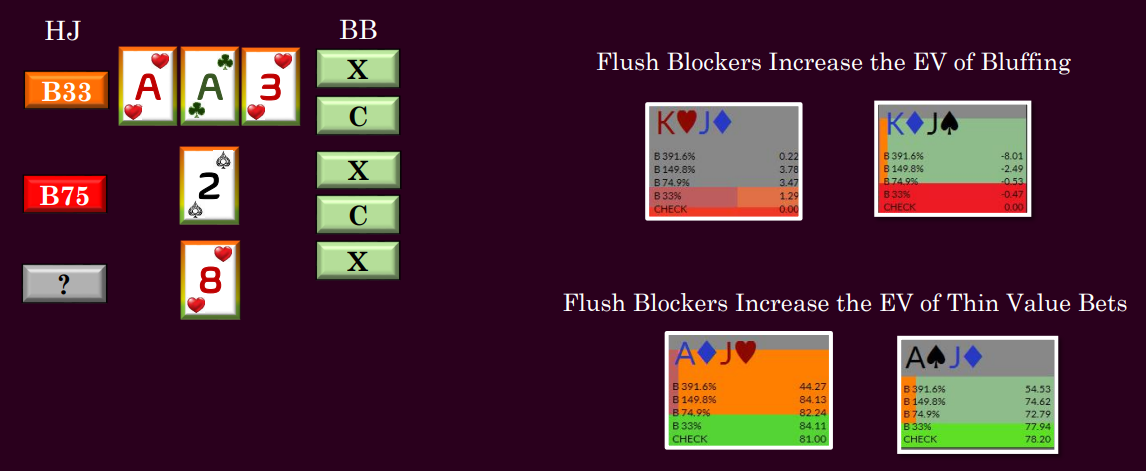 HJ
BB
B33
A
A
3
X
C
B75
2
X
C
?
8
X
Flush Blockers Increase the EV of Bluffing
K♥J♦
B 391.6% 0.22
B 149.8% 3.78
B 74.9% 3.47
B 33% 1.29
CHECK 0.00
K♦J♠
B 391.6% -8.01
B 149.8% -2.49
B 74.9% -0.53
B 33% -0.47
CHECK 0.00
Flush Blockers Increase the EV of Thin Value Bets
A♦J♥
B 391.6% 44.27
B 149.8% 84.13
B 74.9% 82.24
B 33% 84.11
CHECK 81.00
A♠J♦
B 391.6% 54.53
B 149.8% 74.62
B 74.9% 72.79
B 33% 77.94
CHECK 78.20